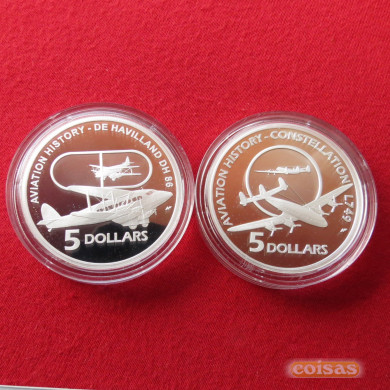 AVIATION HISTORY - DE HAVILLAND DH 86
5 DOLLARS
AVIATION HISTORY - CONSTELLATION L749
5 DOLLARS
coisas